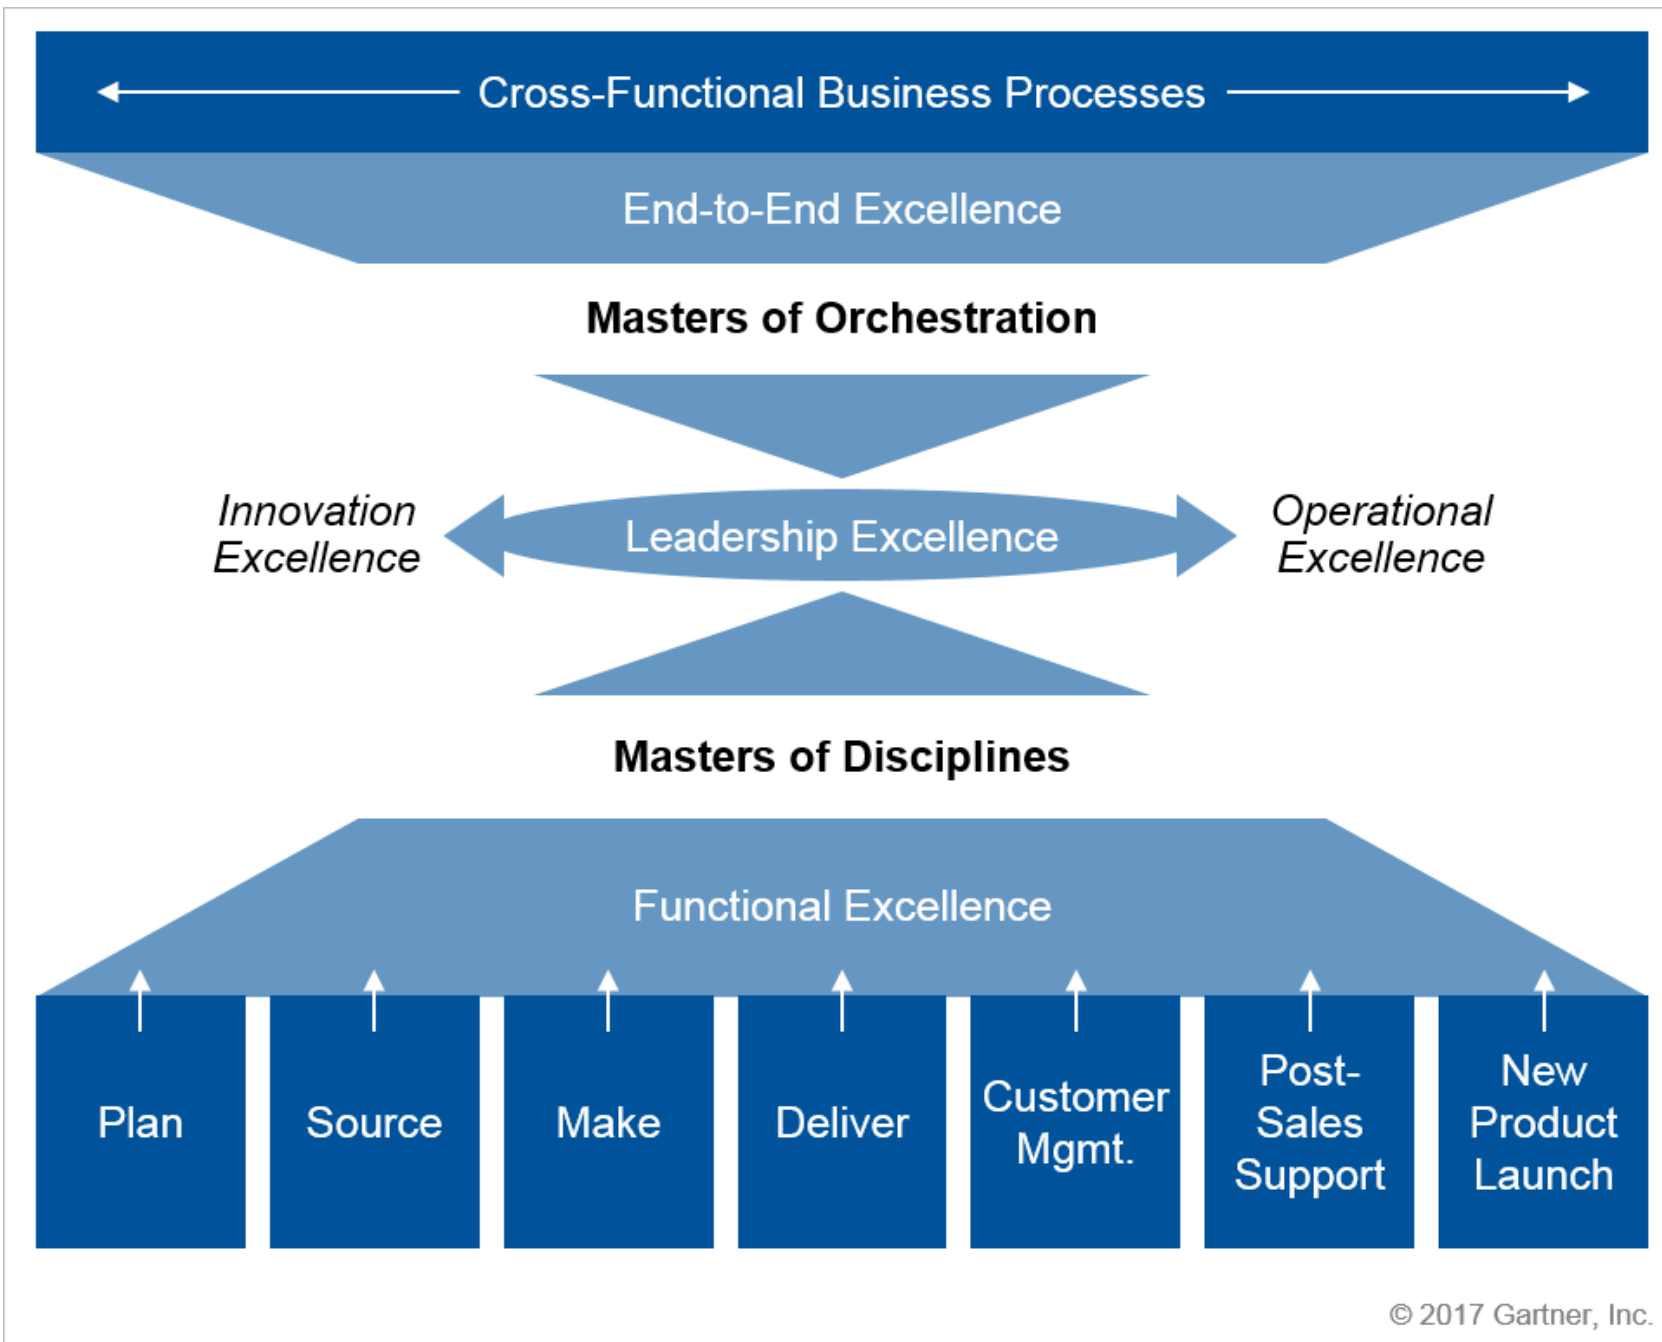 Cross-Functional Business Processes
End-to-End Excellence
Masters of Orchestration
Innovation
Excellence
Leadership Excellence
Operational
Excellence
Masters of Disciplines
Functional Excellence
Plan
Source
Make
Deliver
Customer
Mgmt.
Post-
Sales
Support
New
Product
Launch
© 2017 Gartner, Inc.